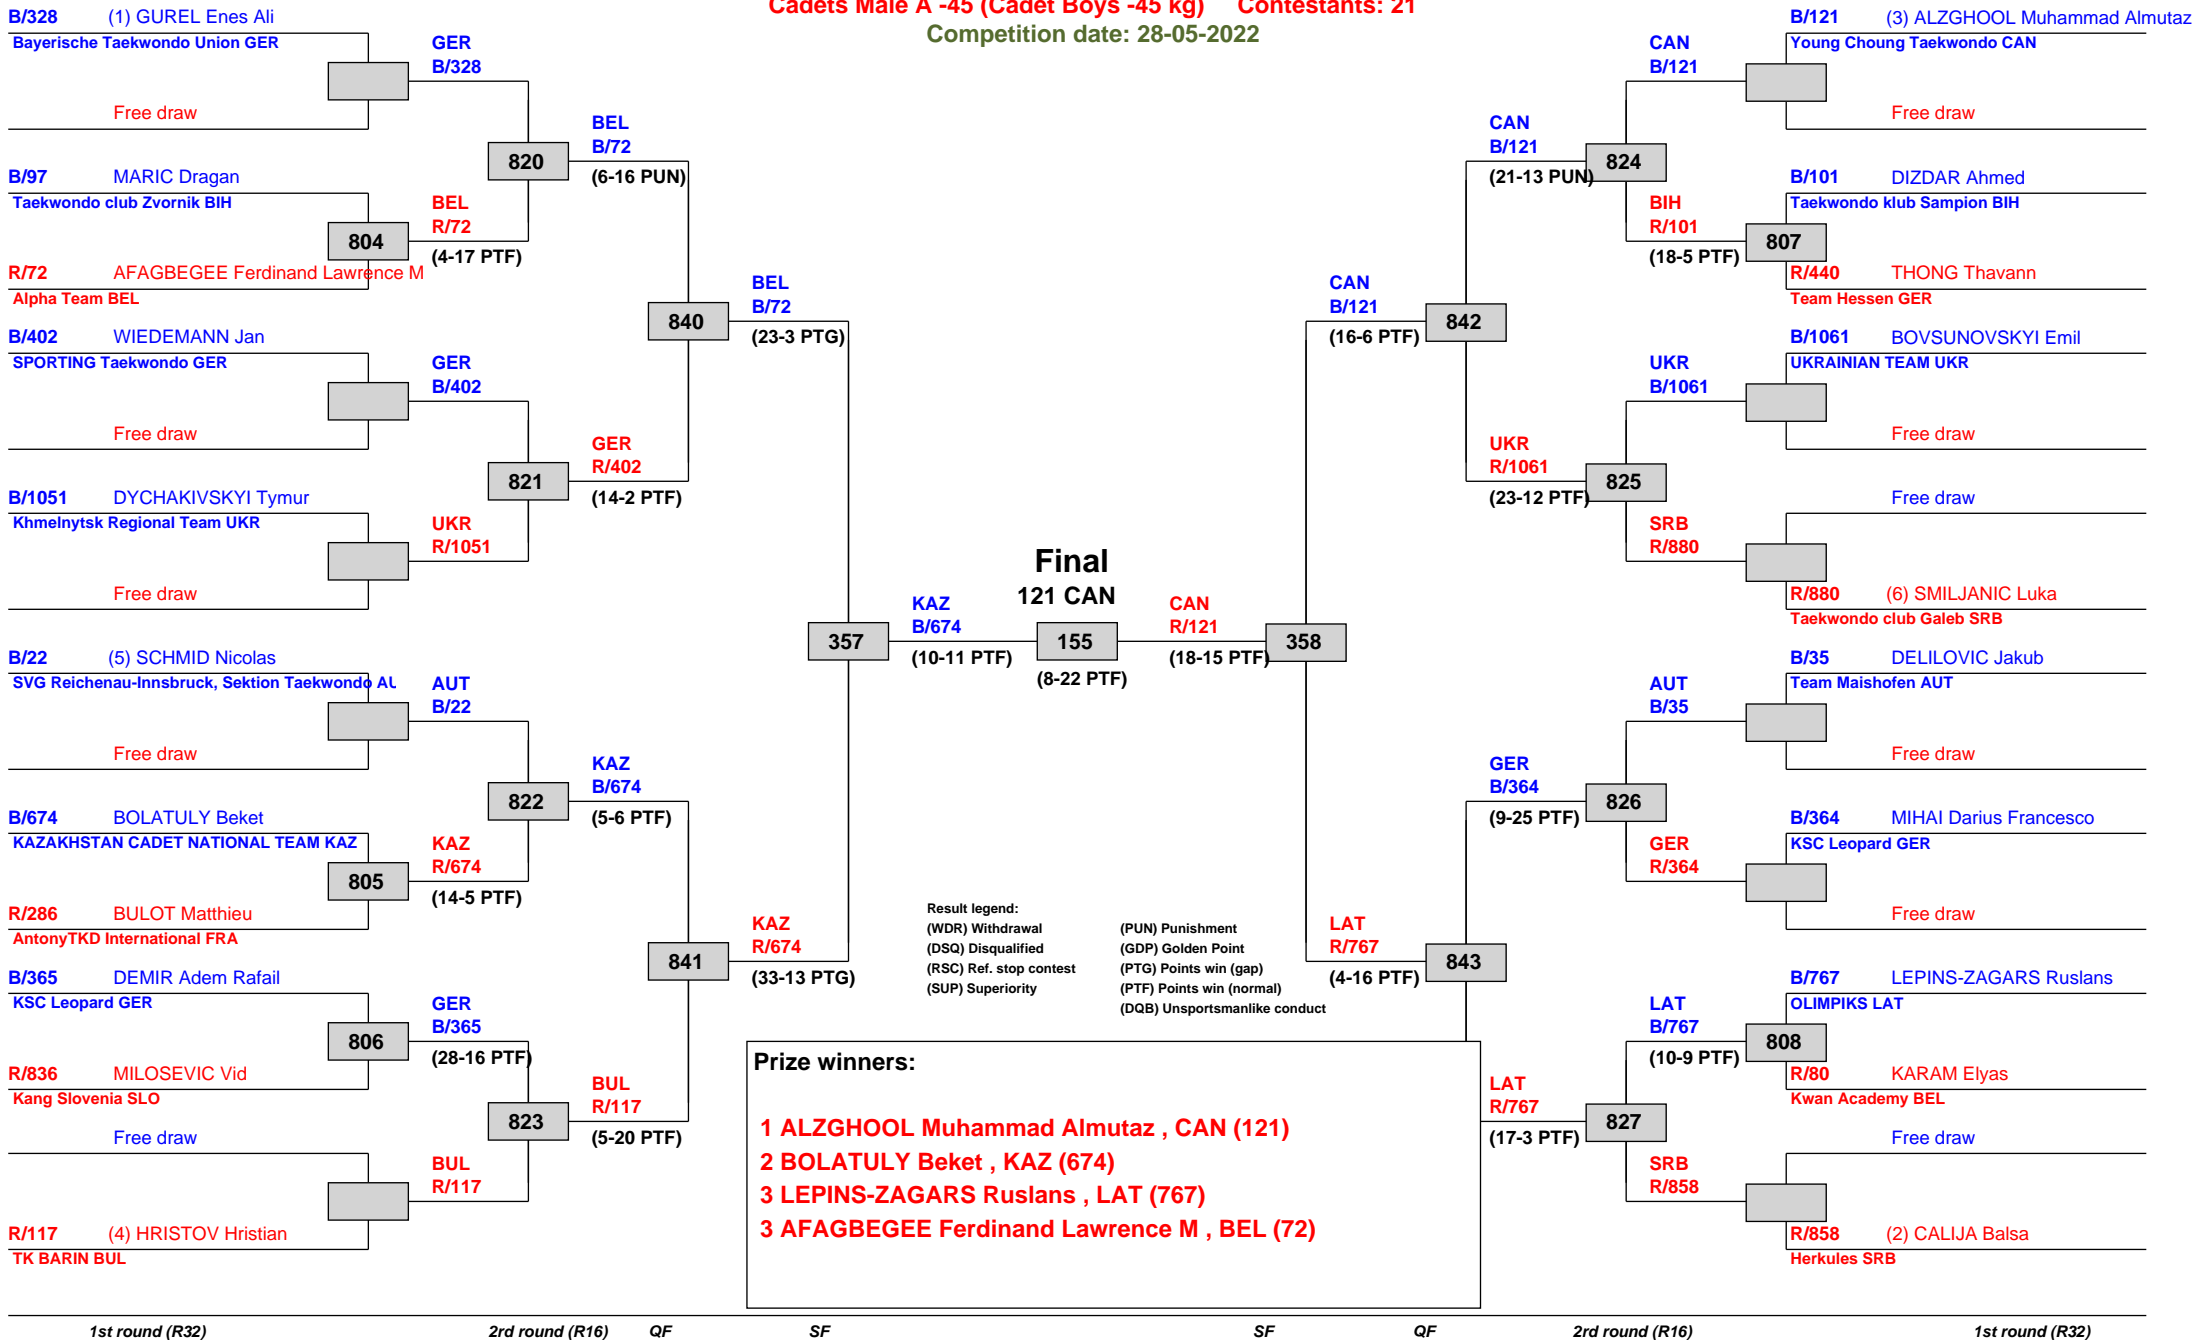 Cadets Male A -45 (Cadet Boys -45 kg) Contestants: 21
Competition date: 28-05-2022
B/328 (1) GUREL Enes Ali
Bayerische Taekwondo Union GER
Free draw
B/97 MARIC Dragan
Taekwondo club Zvornik BIH
804
R/72 AFAGBEGEE Ferdinand Lawrence M
Alpha Team BEL
B/402 WIEDEMANN Jan
SPORTING Taekwondo GER
Free draw
B/1051 DYCHAKIVSKYI Tymur
Khmelnytsk Regional Team UKR
Free draw
B/22 (5) SCHMID Nicolas
SVG Reichenau-Innsbruck, Sektion Taekwondo AU
Free draw
B/674 BOLATULY Beket
KAZAKHSTAN CADET NATIONAL TEAM KAZ
805
R/286 BULOT Matthieu
AntonyTKD International FRA
B/365 DEMIR Adem Rafail
KSC Leopard GER
806
R/836 MILOSEVIC Vid
Kang Slovenia SLO
Free draw
R/117 (4) HRISTOV Hristian
TK BARIN BUL
GER
B/328
820
BEL
R/72
(4-17 PTF)
GER
B/402
821
UKR
R/1051
AUT
B/22
822
KAZ
R/674
(14-5 PTF)
GER
B/365
(28-16 PTF)
823
BUL
R/117
BEL
B/72
(6-16 PUN)
840
GER
R/402
(14-2 PTF)
KAZ
B/674
(5-6 PTF)
841
BUL
R/117
(5-20 PTF)
BEL
B/72
(23-3 PTG)
357
KAZ
R/674
(33-13 PTG)
KAZ
B/674
(10-11 PTF)
Final
121 CAN
155
(8-22 PTF)
CAN
R/121
(18-15 PTF)
358
CAN
B/121
(16-6 PTF)
842
LAT
R/767
(4-16 PTF)
843
CAN
B/121
(21-13 PUN)
824
UKR
R/1061
(23-12 PTF)
825
GER
B/364
(9-25 PTF)
826
LAT
R/767
(17-3 PTF)
827
CAN
B/121
BIH
R/101
(18-5 PTF)
807
UKR
B/1061
SRB
R/880
AUT
B/35
GER
R/364
LAT
B/767
(10-9 PTF)
808
SRB
R/858
B/121 (3) ALZGHOOL Muhammad Almutaz
Young Choung Taekwondo CAN
Free draw
B/101 DIZDAR Ahmed
Taekwondo klub Sampion BIH
R/440 THONG Thavann
Team Hessen GER
B/1061 BOVSUNOVSKYI Emil
UKRAINIAN TEAM UKR
Free draw
Free draw
R/880 (6) SMILJANIC Luka
Taekwondo club Galeb SRB
B/35 DELILOVIC Jakub
Team Maishofen AUT
Free draw
B/364 MIHAI Darius Francesco
KSC Leopard GER
Free draw
B/767 LEPINS-ZAGARS Ruslans
OLIMPIKS LAT
R/80 KARAM Elyas
Kwan Academy BEL
Free draw
R/858 (2) CALIJA Balsa
Herkules SRB
Result legend:
(WDR) Withdrawal (PUN) Punishment
(DSQ) Disqualified (GDP) Golden Point
(RSC) Ref. stop contest (PTG) Points win (gap)
(SUP) Superiority (PTF) Points win (normal)
(DQB) Unsportsmanlike conduct
Prize winners:
1 ALZGHOOL Muhammad Almutaz , CAN (121)
2 BOLATULY Beket , KAZ (674)
3 LEPINS-ZAGARS Ruslans , LAT (767)
3 AFAGBEGEE Ferdinand Lawrence M , BEL (72)
1st round (R32) 2rd round (R16) QF SF SF QF 2rd round (R16) 1st round (R32)